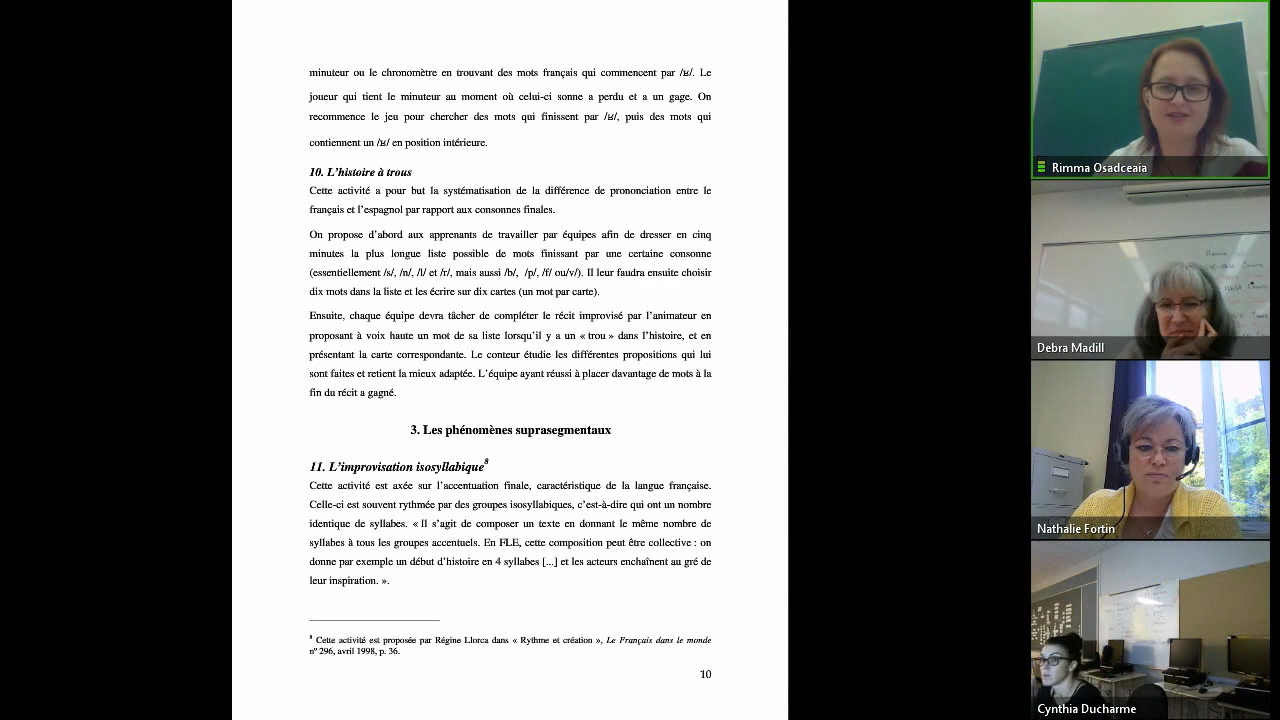 minuteur ou le chronomètre en trouvant des mots français qui commencent par /ʁ/. Le
joueur qui tient le minuteur au moment où celui-ci sonne a perdu et a un gage. On
recommence le jeu pour chercher des mots qui finissent par /ʁ/, puis des mots qui
contiennent un /ʁ/ en position intérieure.
10. L'histoire à trous
Cette activité a pour but la systématisation de la différence de prononciation entre le
français et l'espagnol par rapport aux consonnes finales.
On propose d'abord aux apprenants de travailler par équipes afin de dresser en cinq
minutes la plus longue liste possible de mots finissant par une certaine consonne
(essentiellement /s/, /n/, /l/ et /r/, mais aussi /b/, /p/, /f/ ou/v/). Il leur faudra ensuite choisir
dix mots dans la liste et les écrire sur dix cartes (un mot par carte).
Ensuite, chaque équipe devra tâcher de compléter le récit improvisé par l'animateur en
proposant à voix haute un mot de sa liste lorsqu'il y a un « trou » dans l'histoire, et en
présentant la carte correspondante. Le conteur étudie les différentes propositions qui lui
sont faites et retient la mieux adaptée. L'équipe ayant réussi à placer davantage de mots à la
fin du récit a gagné.
3. Les phénomènes suprasegmentaux
11. L'improvisation isosyllabique⁸
Cette activité est axée sur l'accentuation finale, caractéristique de la langue française.
Celle-ci est souvent rythmée par des groupes isosyllabiques, c'est-à-dire qui ont un nombre
identique de syllabes. « Il s'agit de composer un texte en donnant le même nombre de
syllabes à tous les groupes accentuels. En FLE, cette composition peut être collective : on
donne par exemple un début d'histoire en 4 syllabes [...] et les acteurs enchaînent au gré de
leur inspiration. ».
⁸ Cette activité est proposée par Régine Llorca dans « Rythme et création », Le Français dans le monde
nº 296, avril 1998, p. 36.
10
Rimma Osadceaia
Debra Madill
Nathalie Fortin
Cynthia Ducharme